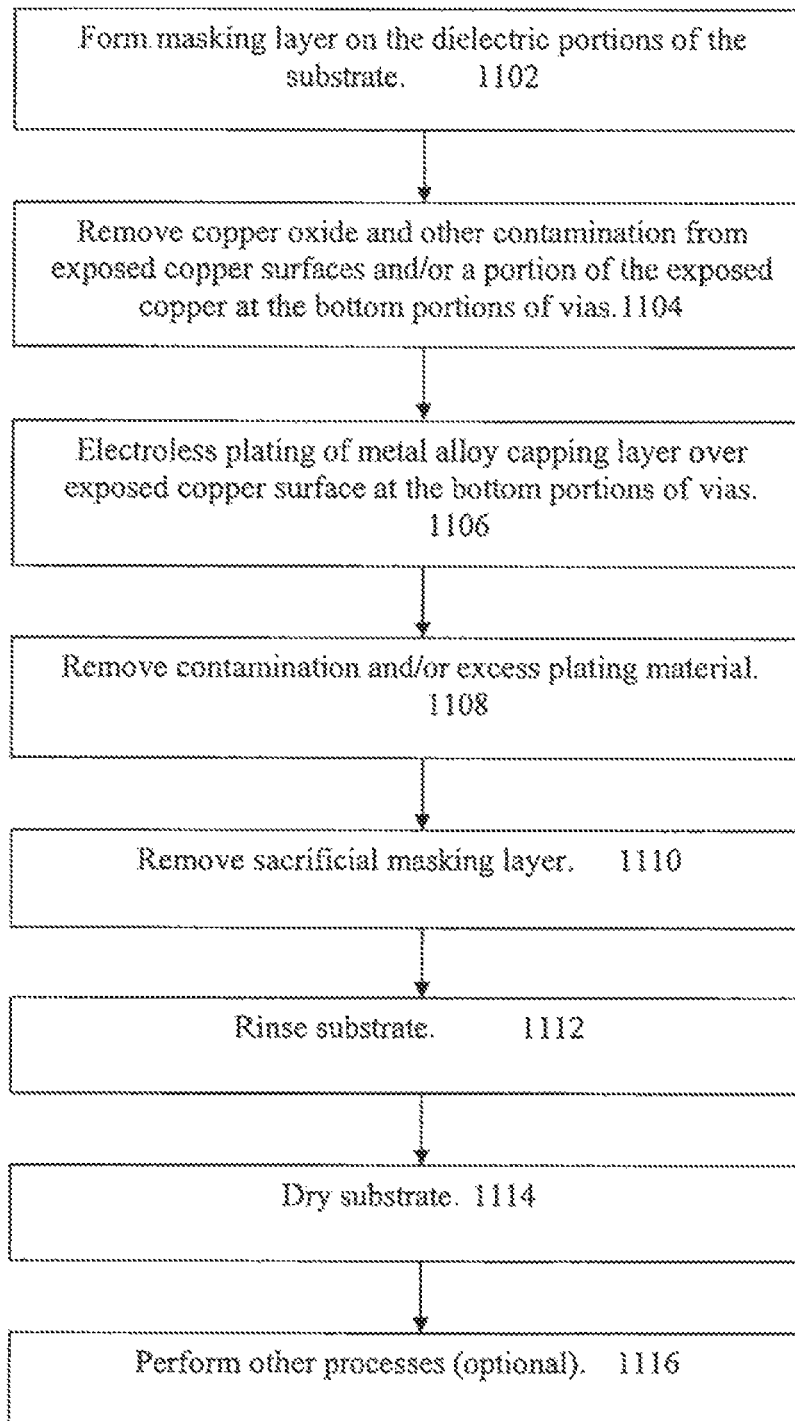 Form masking layer on the dielectric portions of the
substrate. 1102
Remove copper oxide and other contamination from
exposed copper surfaces and/or a portion of the exposed
copper at the bottom portions of vias.1104
Electroless plating of metal alloy capping layer over
exposed copper surface at the bottom portions of vias.
1106
Remove contamination and/or excess plating material.
1108
Remove sacrificial masking layer. 1110
Rinse substrate. 1112
Dry substrate. 1114
Perform other processes (optional). 1116